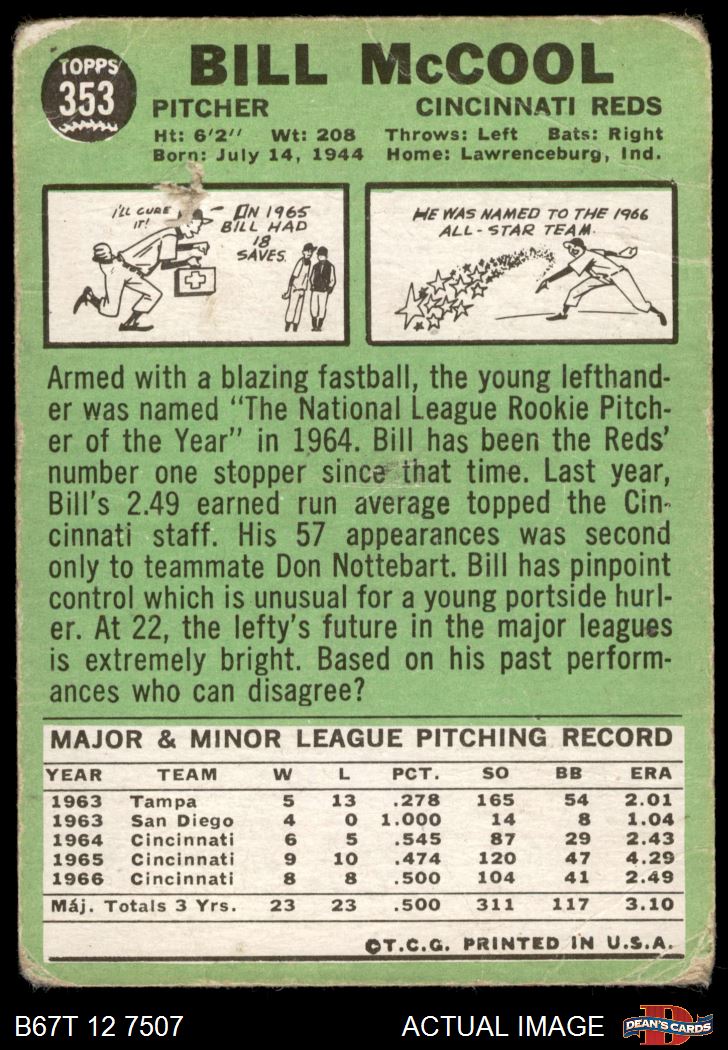 TOPPS
353
BILL McCOOL
PITCHER CINCINNATI REDS
Ht: 6'2" Wt: 208 Throws: Left Bats: Right
Born: July 14, 1944 Home: Lawrenceburg, Ind.
I'LL CURE
IT!
IN 1965
BILL HAD
18
SAVES.
HE WAS NAMED TO THE 1966
ALL-STAR TEAM.
Armed with a blazing fastball, the young lefthand-
er was named "The National League Rookie Pitch-
er of the Year" in 1964. Bill has been the Reds'
number one stopper since that time. Last year,
Bill's 2.49 earned run average topped the Cin-
cinnati staff. His 57 appearances was second
only to teammate Don Nottebart. Bill has pinpoint
control which is unusual for a young portside hurl-
er. At 22, the lefty's future in the major leagues
is extremely bright. Based on his past perform-
ances who can disagree?
MAJOR & MINOR LEAGUE PITCHING RECORD
YEAR TEAM W L PCT. SO BB ERA
1963 Tampa 5 13 .278 165 54 2.01
1963 San Diego 4 0 1.000 14 8 1.04
1964 Cincinnati 6 5 .545 87 29 2.43
1965 Cincinnati 9 10 .474 120 47 4.29
1966 Cincinnati 8 8 .500 104 41 2.49
Maj. Totals 3 Yrs. 23 23 .500 311 117 3.10
©T.C.G. PRINTED IN U.S.A.
B67T 12 7507 ACTUAL IMAGE
D
DEAN'S CARDS